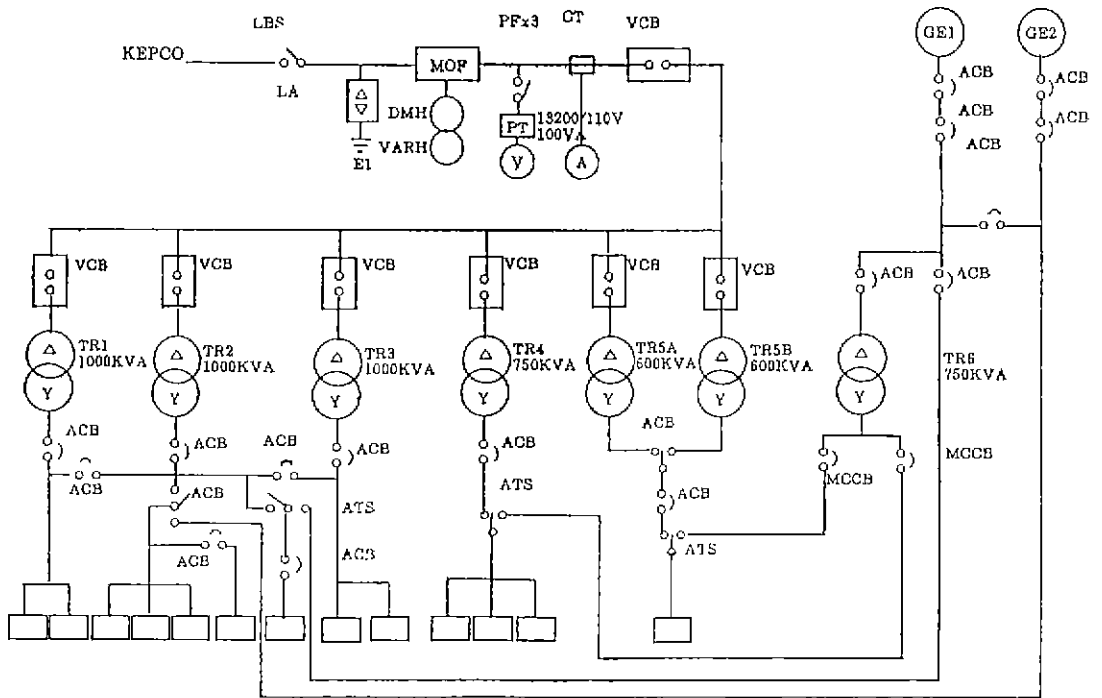 KEPCO
LBS
LA
E1
MOF
DMH
VARH
PFx3
CT
VCB
PT
13200/110V
100VA
V
A
GE1
GE2
ACB
ACB
ACB
ACB
VCB
VCB
VCB
VCB
VCB
VCB
ACB
ACB
TR1
1000KVA
TR2
1000KVA
TR3
1000KVA
TR4
750KVA
TR5A
600KVA
TR5B
600KVA
TR6
750KVA
Y
Y
Y
Y
Y
Y
Y
ACB
ACB
ACB
ACB
ACB
MCCB
MCCB
ACB
ACB
ATS
ATS
ACB
ACB
ACB
ATS